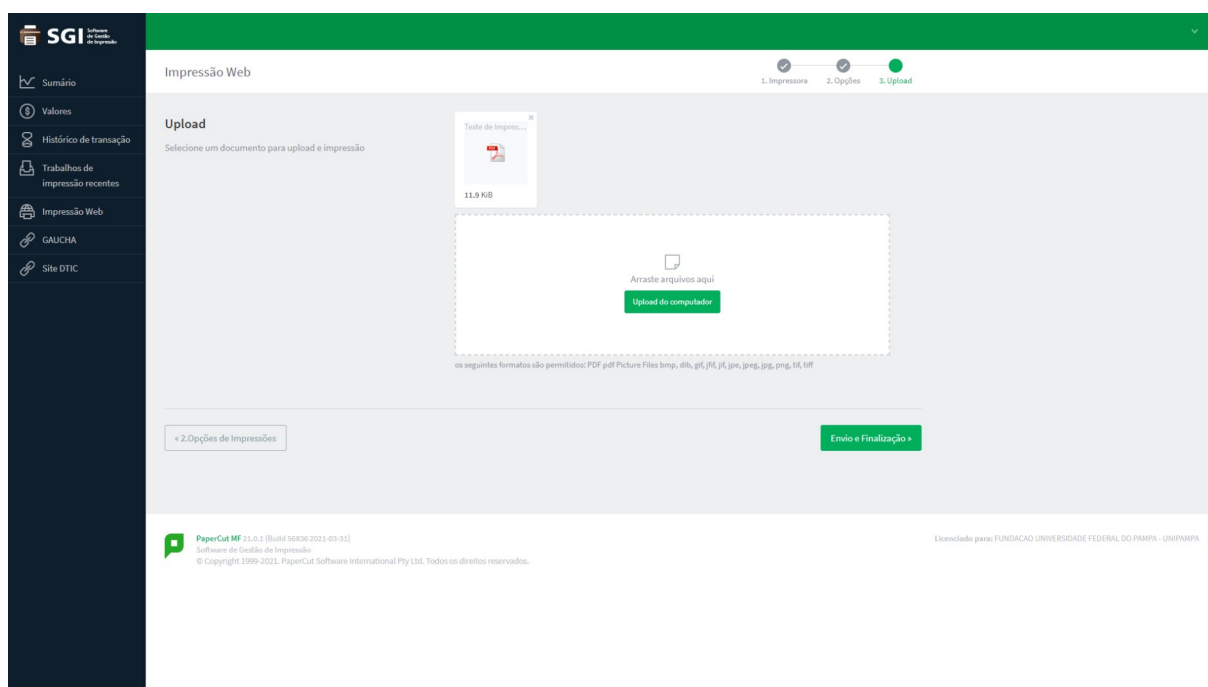 SGI Software
de Gestão
de Impressão
Sumário
Valores
Histórico de transação
Trabalhos de
impressão recentes
Impressão Web
GAUCHA
Site DTIC
Impressão Web
1. Impressora 2. Opções 3. Upload
Upload
Selecione um documento para upload e impressão
Teste de Impres...
11.9 KiB
Arraste arquivos aqui
Upload do computador
os seguintes formatos são permitidos: PDF pdf Picture Files bmp, dib, gif, jfif, jif, jpe, jpeg, jpg, png, tif, tiff
« 2.Opções de Impressões
Envio e Finalização »
PaperCut MF 21.0.1 (Build 56836 2021-03-31)
Software de Gestão de Impressão
© Copyright 1999-2021. PaperCut Software International Pty Ltd. Todos os direitos reservados.
Licenciado para: FUNDACAO UNIVERSIDADE FEDERAL DO PAMPA - UNIPAMPA